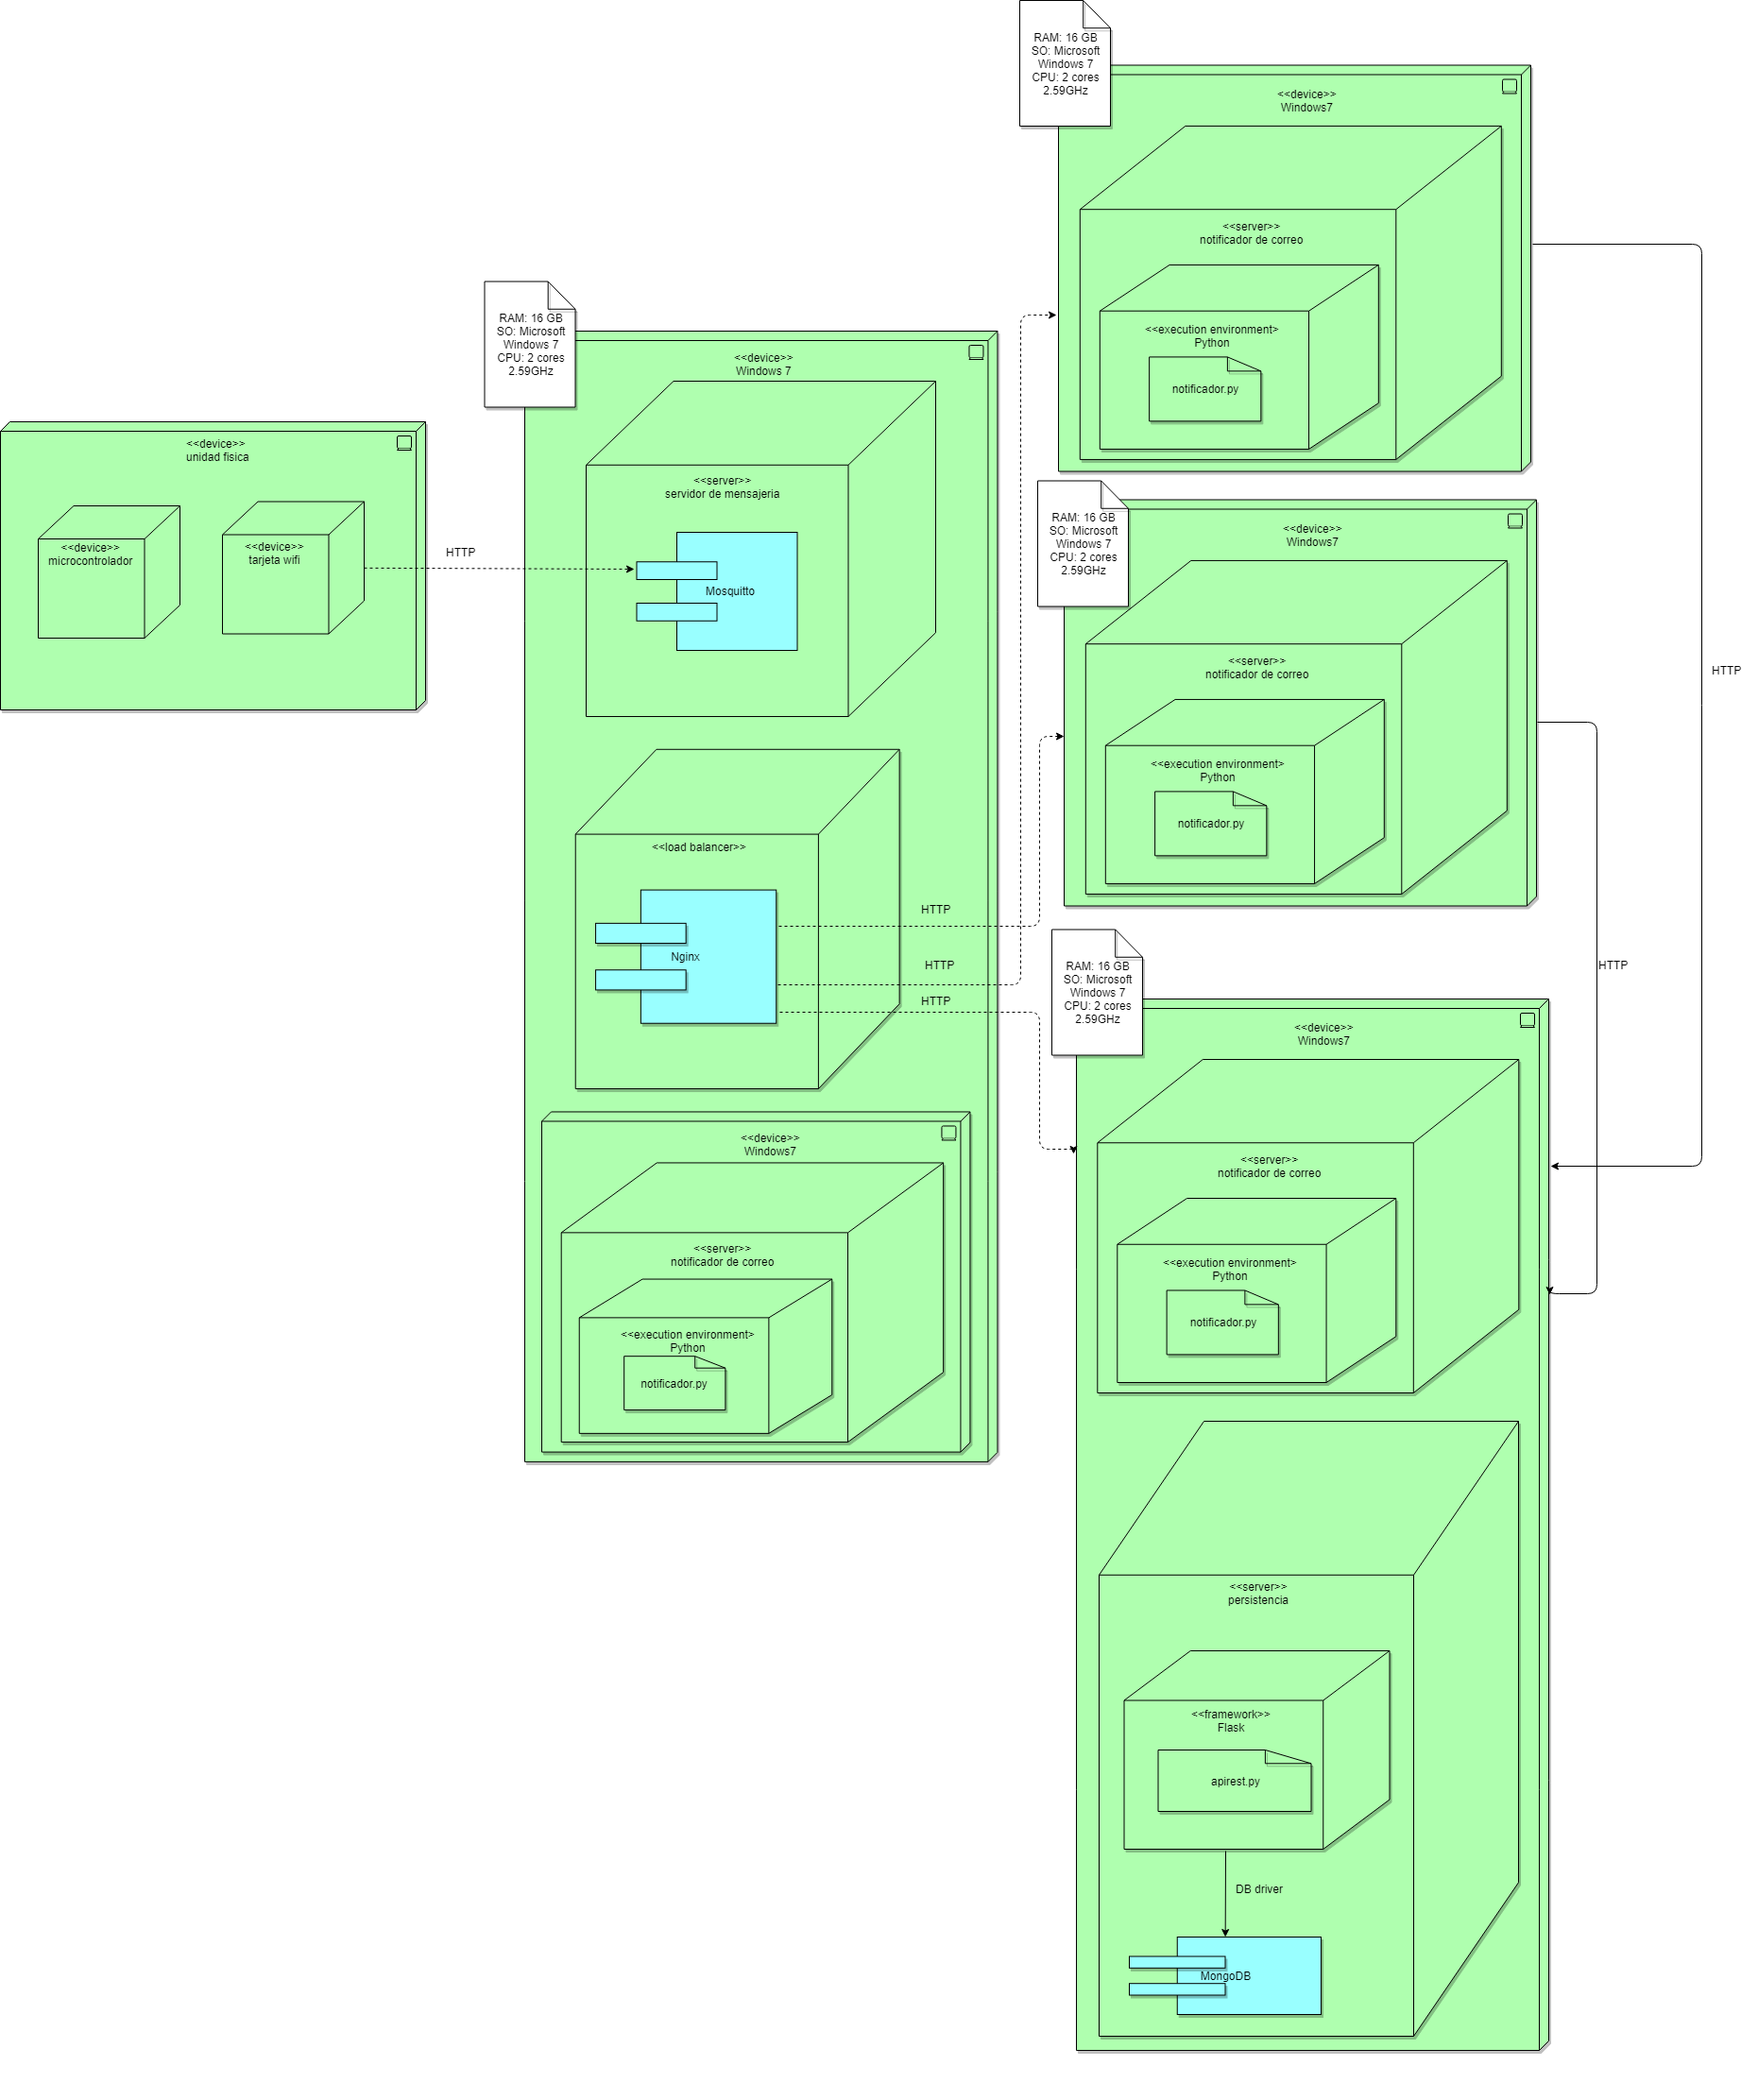 RAM: 16 GB
SO: Microsoft
Windows 7
CPU: 2 cores
2.59GHz
<<device>>
Windows7
<<server>>
notificador de correo
<<execution environment>
Python
notificador.py
RAM: 16 GB
SO: Microsoft
Windows 7
CPU: 2 cores
2.59GHz
<<device>>
Windows 7
<<server>>
servidor de mensajeria
Mosquitto
<<device>>
unidad fisica
<<device>>
microcontrolador
<<device>>
tarjeta wifi
HTTP
RAM: 16 GB
SO: Microsoft
Windows 7
CPU: 2 cores
2.59GHz
<<device>>
Windows7
<<server>>
notificador de correo
<<execution environment>
Python
notificador.py
HTTP
<<load balancer>>
Nginx
HTTP
HTTP
HTTP
HTTP
RAM: 16 GB
SO: Microsoft
Windows 7
CPU: 2 cores
2.59GHz
<<device>>
Windows7
<<server>>
notificador de correo
<<execution environment>
Python
notificador.py
<<device>>
Windows7
<<server>>
notificador de correo
<<execution environment>
Python
notificador.py
<<server>>
persistencia
<<framework>>
Flask
apirest.py
DB driver
MongoDB